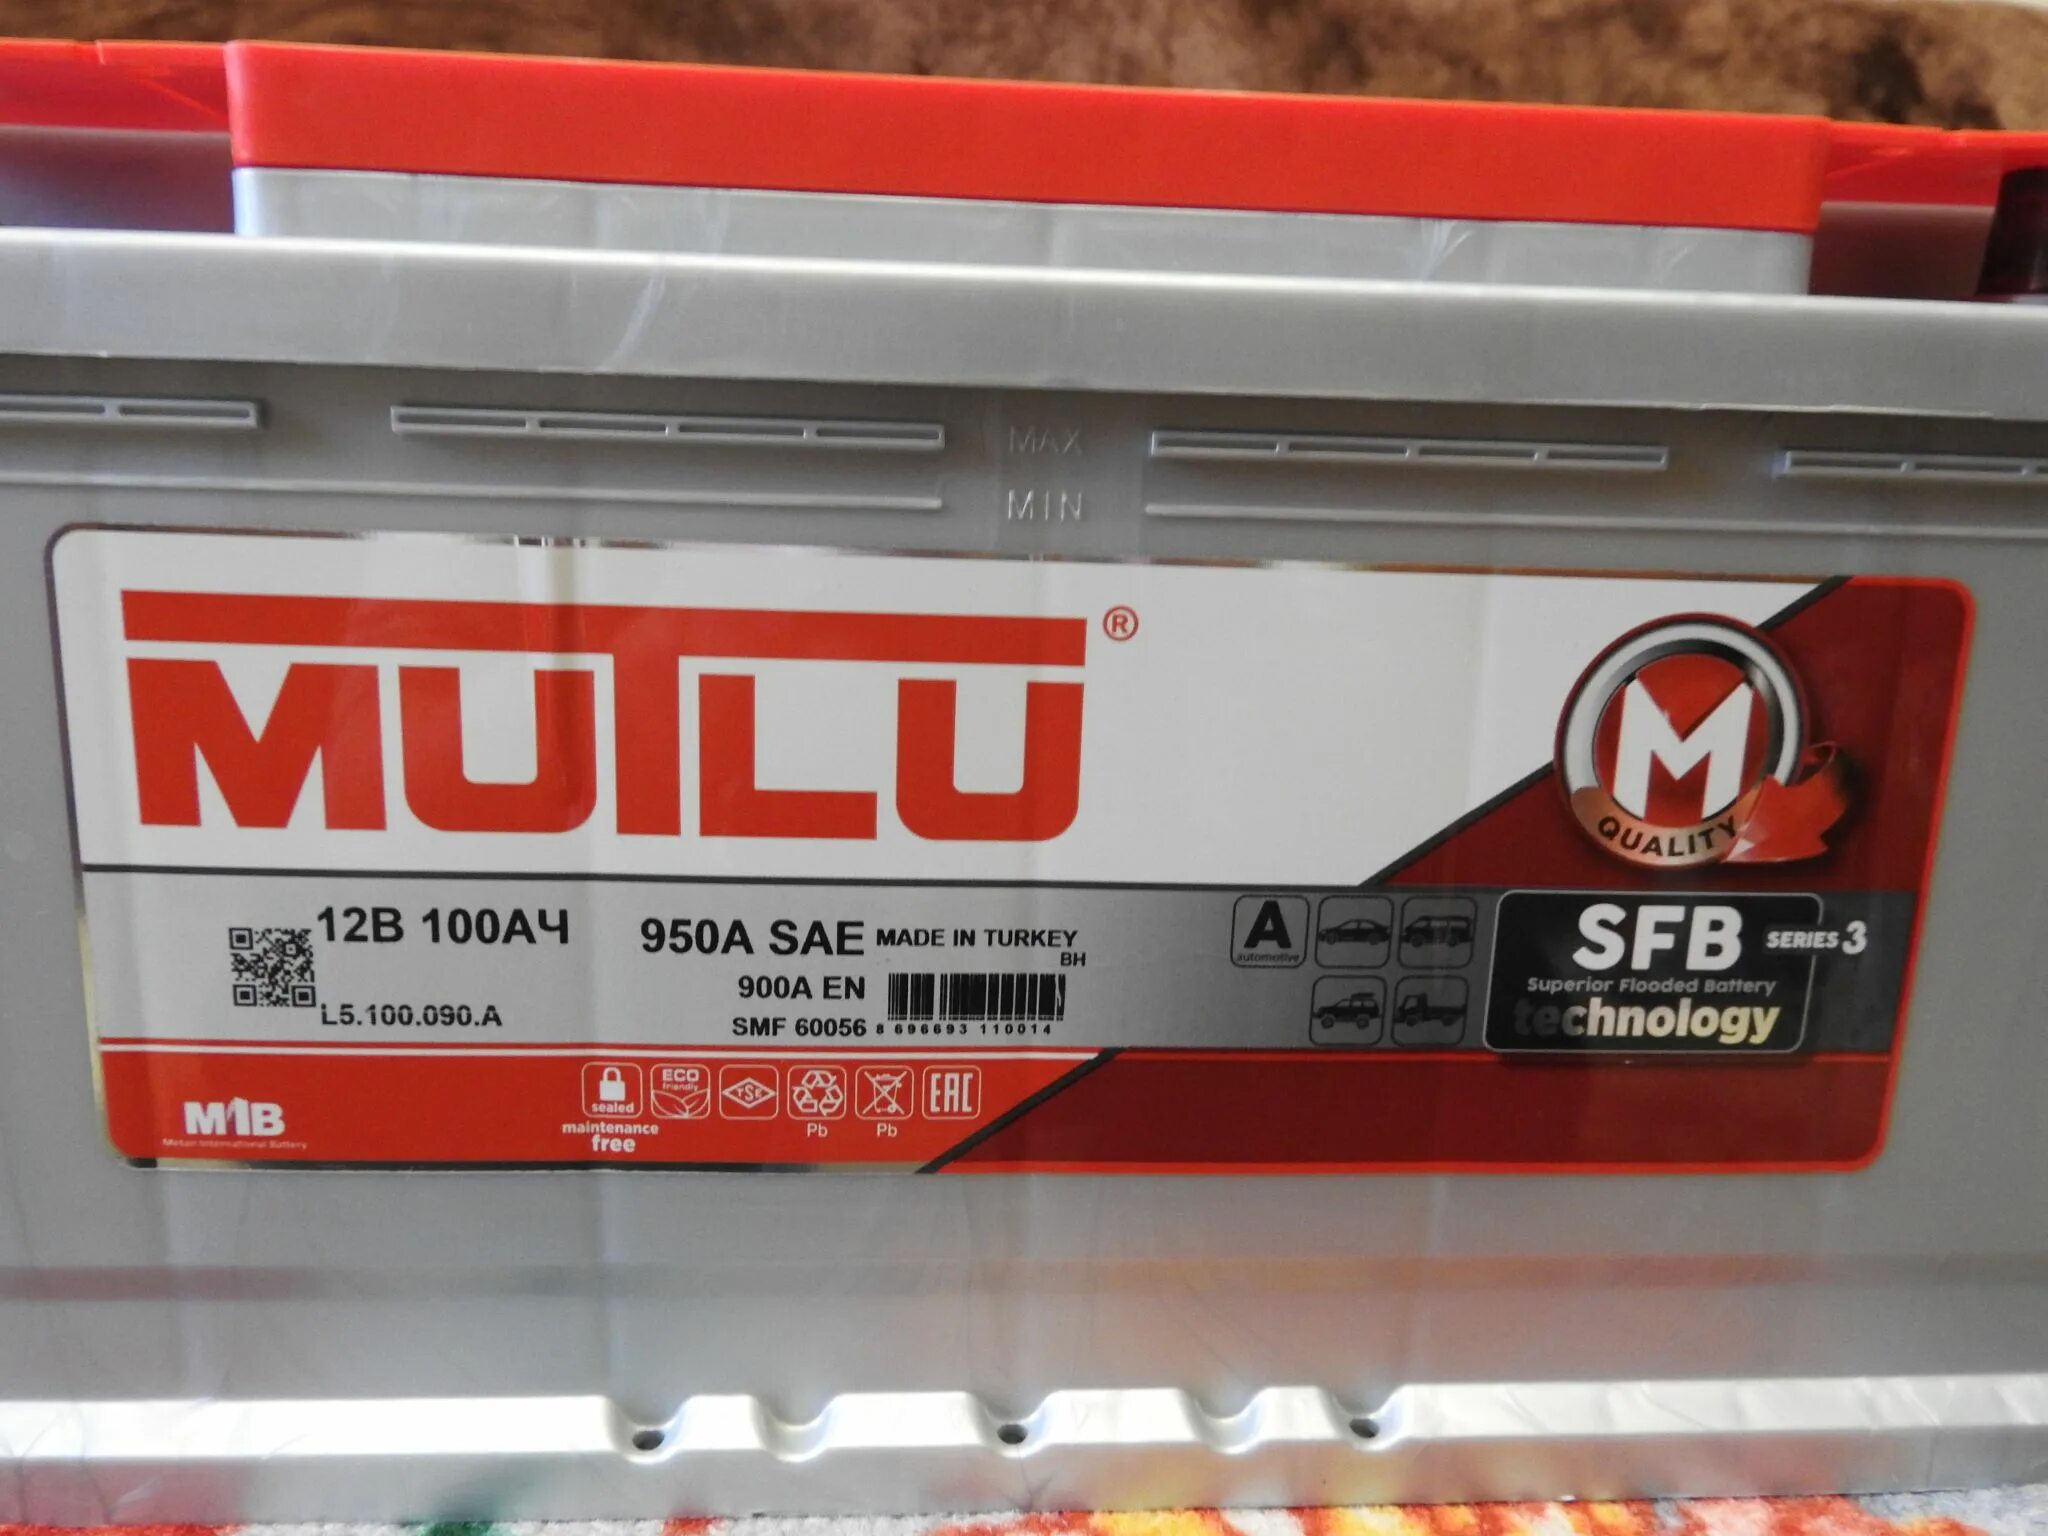 MAX
MIN
MUTLU ®
M
QUALITY
12В 100АЧ
950A SAE
MADE IN TURKEY
BH
L5.100.090.A
900A EN
SMF 60056
8 696693 110014
A
automotive
SFB SERIES 3
Superior Flooded Battery
technology
MIB
Metair International Battery
sealed
maintenance
free
ECO
friendly
TSE
Pb
Pb
EAC